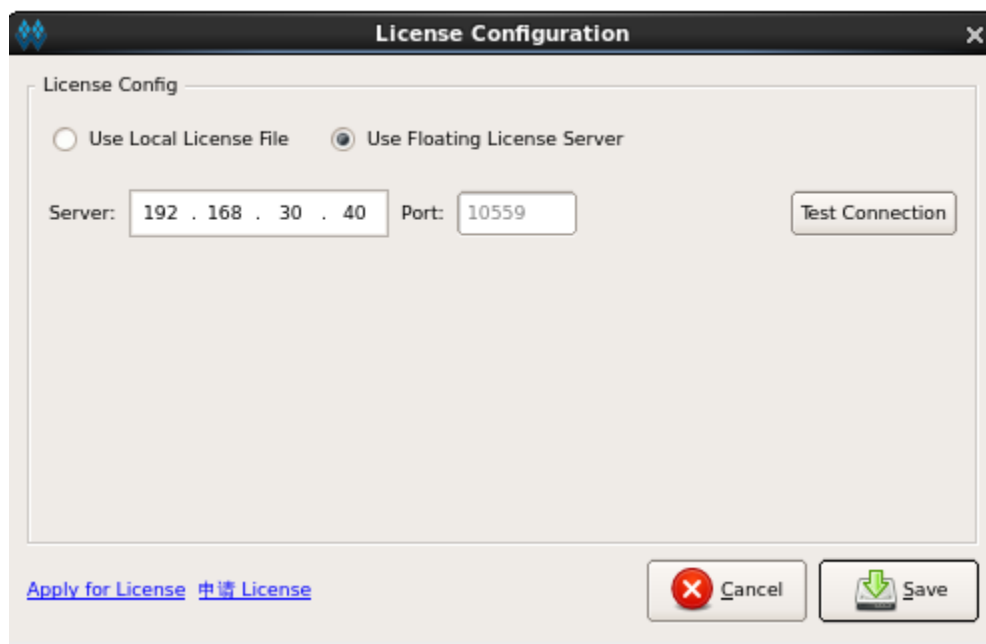 License Configuration
License Config
Use Local License File Use Floating License Server
Server: 192 . 168 . 30 . 40 Port: 10559 Test Connection
Apply for License 申请 License Cancel Save